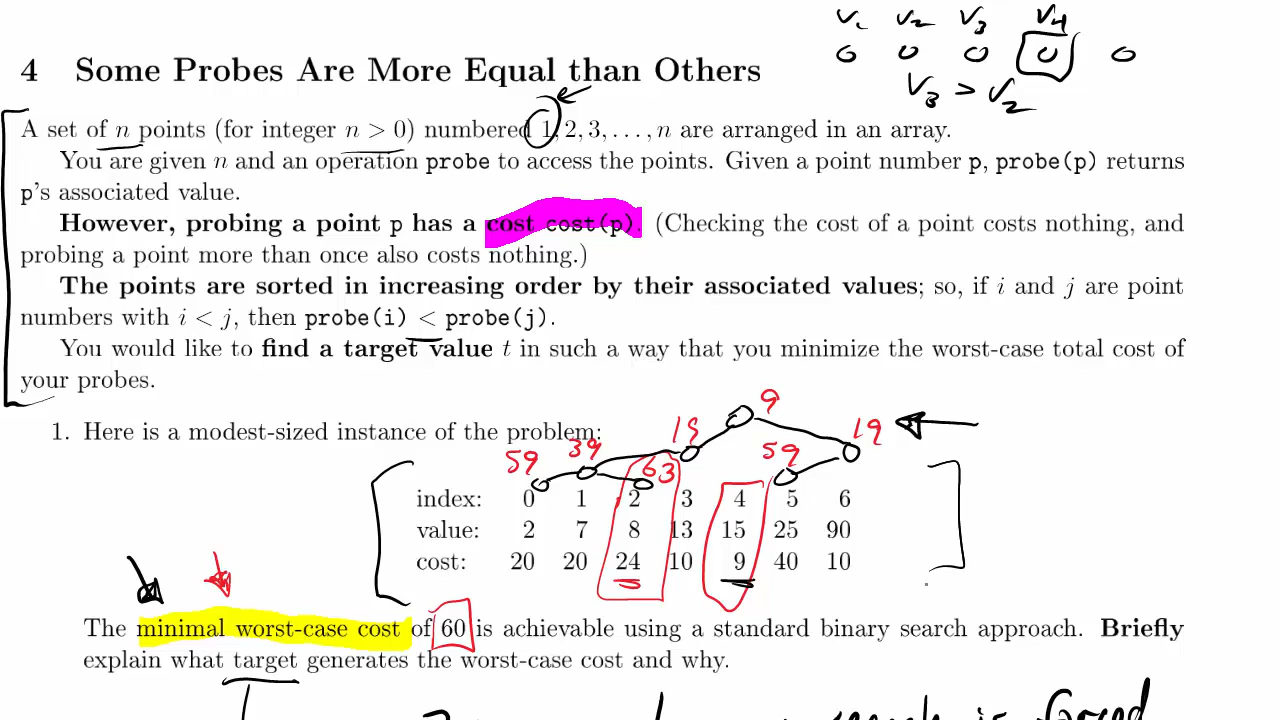 V1 V2 V3 V4
0 0 0 0 0
V3 > V2
4 Some Probes Are More Equal than Others
A set of n points (for integer n > 0) numbered 1, 2, 3, . . . , n are arranged in an array.
You are given n and an operation probe to access the points. Given a point number p, probe(p) returns
p's associated value.
However, probing a point p has a cost cost(p). (Checking the cost of a point costs nothing, and
probing a point more than once also costs nothing.)
The points are sorted in increasing order by their associated values; so, if i and j are point
numbers with i < j, then probe(i) < probe(j).
You would like to find a target value t in such a way that you minimize the worst-case total cost of
your probes.
9
1. Here is a modest-sized instance of the problem:
19 19
59 39 63 59
index: 0 1 2 3 4 5 6
value: 2 7 8 13 15 25 90
cost: 20 20 24 10 9 40 10
The minimal worst-case cost of 60 is achievable using a standard binary search approach. Briefly
explain what target generates the worst-case cost and why.
search is forced